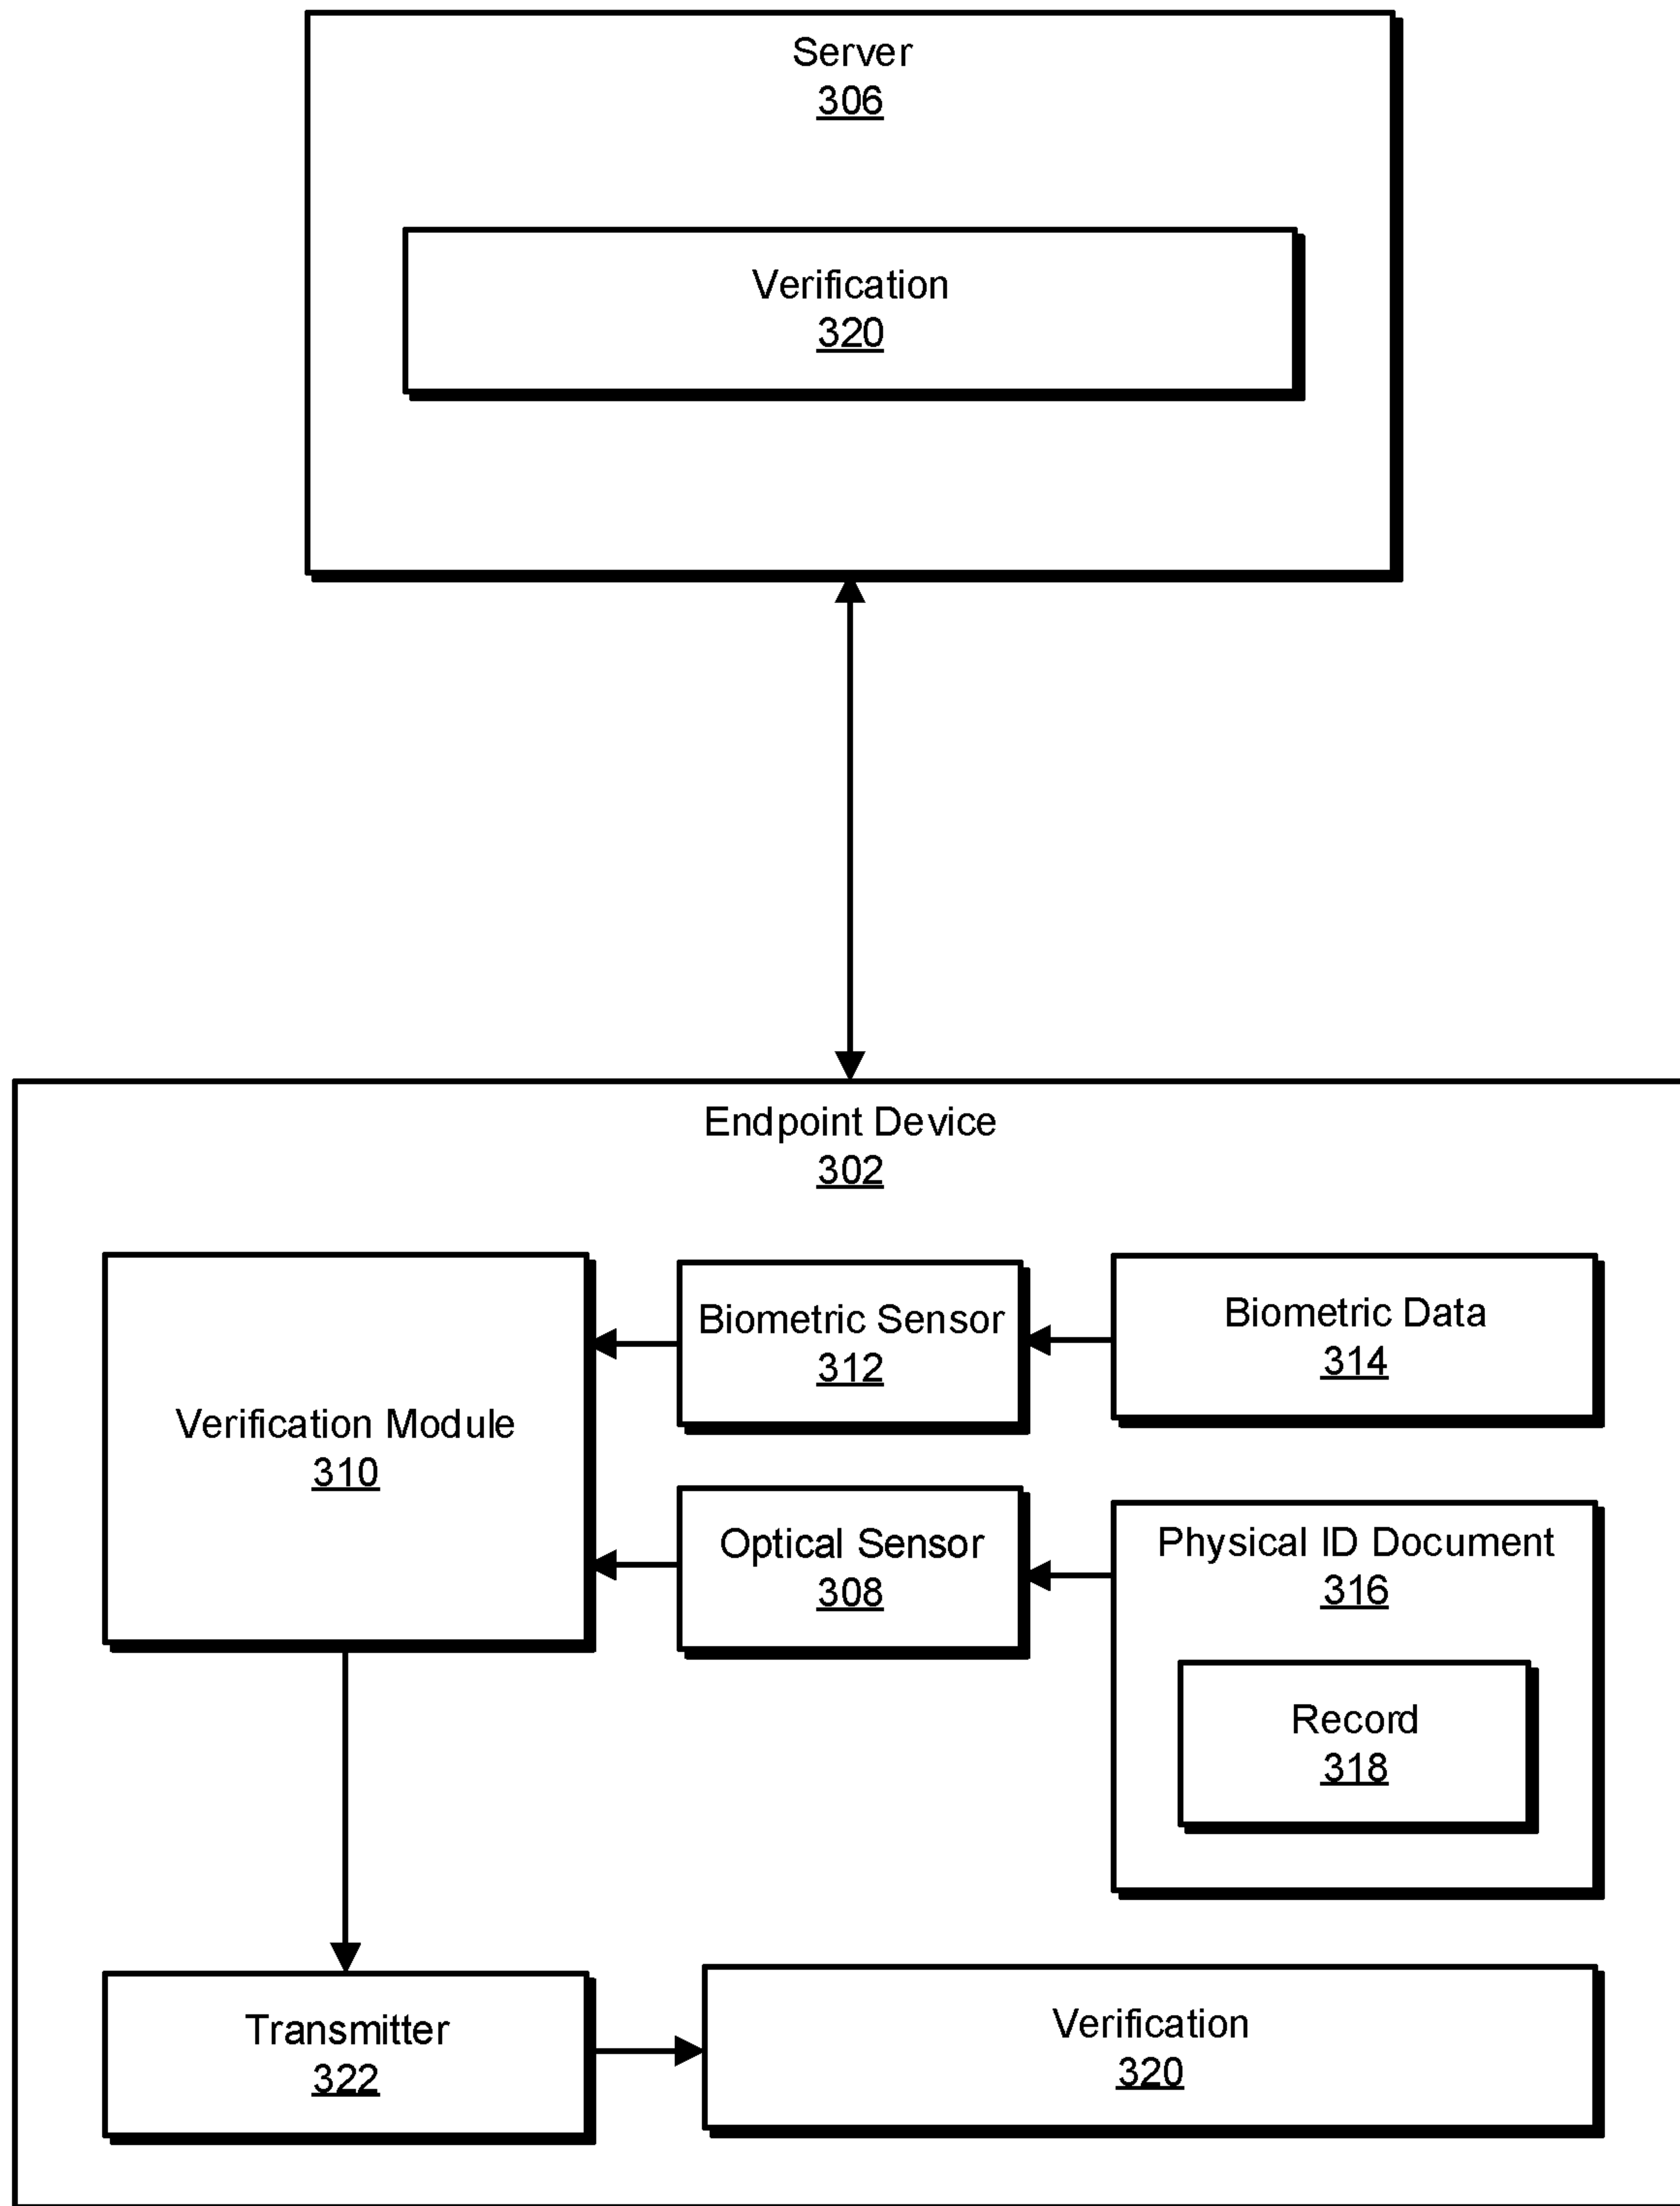 Server
306
Verification
320
Endpoint Device
302
Verification Module
310
Biometric Sensor
312
Biometric Data
314
Optical Sensor
308
Physical ID Document
316
Record
318
Transmitter
322
Verification
320